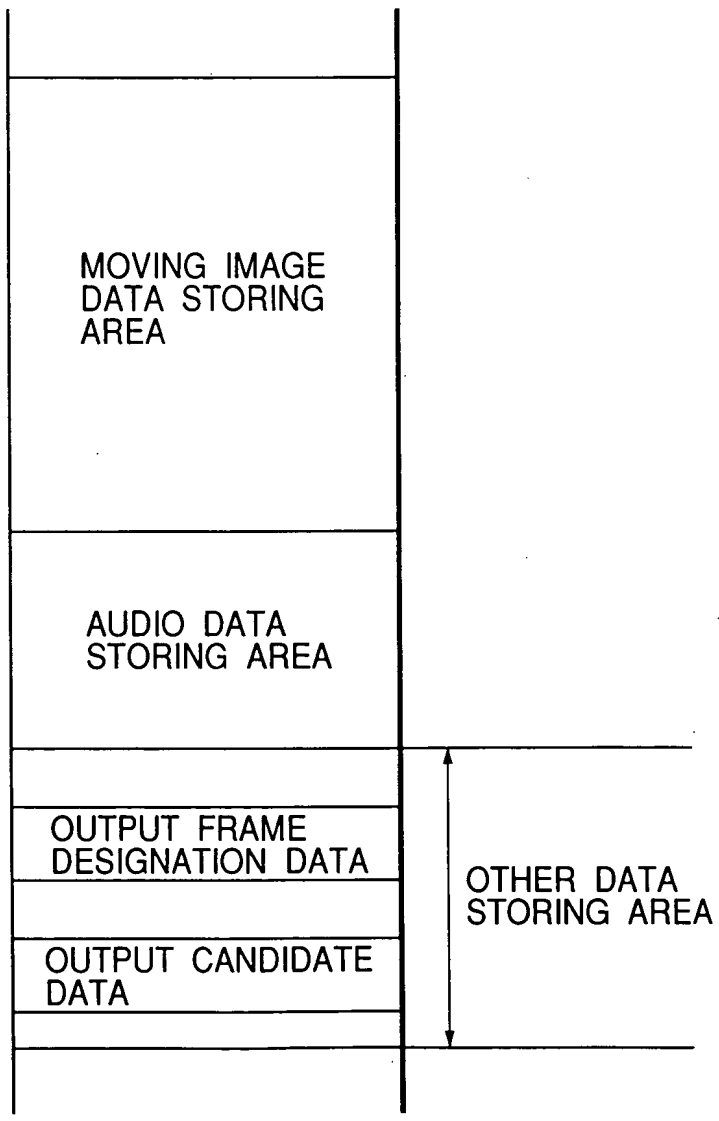 MOVING IMAGE
DATA STORING
AREA
AUDIO DATA
STORING AREA
OUTPUT FRAME
DESIGNATION DATA
OTHER DATA
STORING AREA
OUTPUT CANDIDATE
DATA